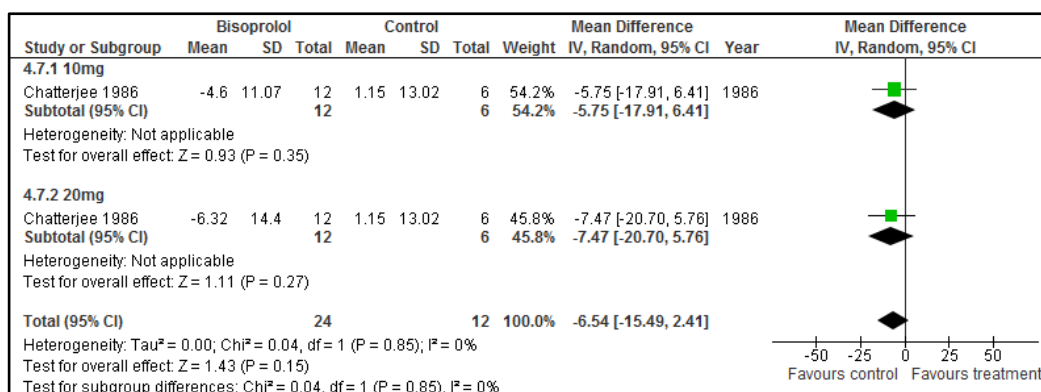 Bisoprolol Control Mean Difference Mean Difference
Study or Subgroup Mean SD Total Mean SD Total Weight IV, Random, 95% CI Year IV, Random, 95% CI
4.7.1 10mg
Chatterjee 1986 -4.6 11.07 12 1.15 13.02 6 54.2% -5.75 [-17.91, 6.41] 1986
Subtotal (95% CI) 12 6 54.2% -5.75 [-17.91, 6.41]
Heterogeneity: Not applicable
Test for overall effect: Z = 0.93 (P = 0.35)
4.7.2 20mg
Chatterjee 1986 -6.32 14.4 12 1.15 13.02 6 45.8% -7.47 [-20.70, 5.76] 1986
Subtotal (95% CI) 12 6 45.8% -7.47 [-20.70, 5.76]
Heterogeneity: Not applicable
Test for overall effect: Z = 1.11 (P = 0.27)
Total (95% CI) 24 12 100.0% -6.54 [-15.49, 2.41]
Heterogeneity: Tau² = 0.00; Chi² = 0.04, df = 1 (P = 0.85); I² = 0%
Test for overall effect: Z = 1.43 (P = 0.15)
Test for subgroup differences: Chi² = 0.04, df = 1 (P = 0.85), I² = 0%
-50 -25 0 25 50
Favours control Favours treatment